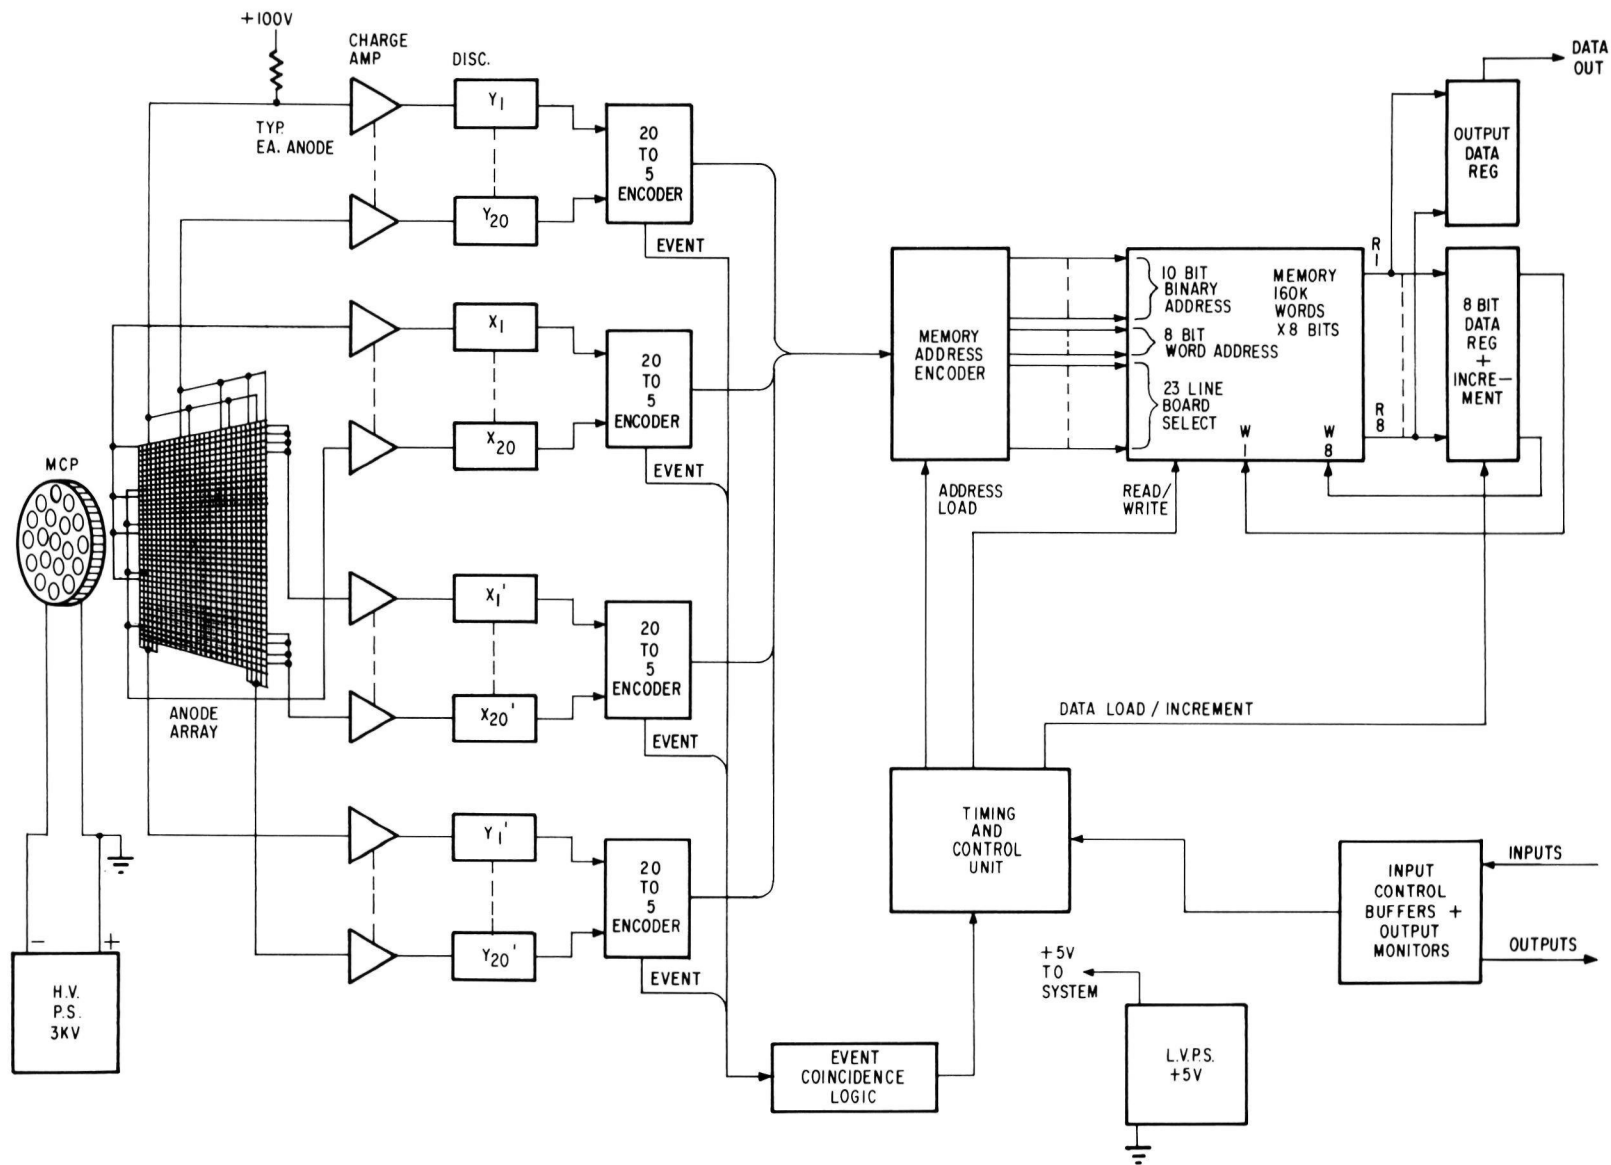 +100V
CHARGE
AMP
DISC.
TYP.
EA. ANODE
Y1
Y20
20
TO
5
ENCODER
EVENT
X1
X20
20
TO
5
ENCODER
EVENT
MCP
ANODE
ARRAY
X1'
X20'
20
TO
5
ENCODER
EVENT
Y1'
Y20'
20
TO
5
ENCODER
EVENT
- +
H.V.
P.S.
3KV
EVENT
COINCIDENCE
LOGIC
MEMORY
ADDRESS
ENCODER
ADDRESS
LOAD
10 BIT
BINARY
ADDRESS
8 BIT
WORD ADDRESS
23 LINE
BOARD
SELECT
MEMORY
160K
WORDS
X8 BITS
W
1
W
8
READ/
WRITE
R
1
R
8
DATA
OUT
OUTPUT
DATA
REG
8 BIT
DATA
REG
+
INCRE-
MENT
DATA LOAD / INCREMENT
TIMING
AND
CONTROL
UNIT
INPUT
CONTROL
BUFFERS +
OUTPUT
MONITORS
INPUTS
OUTPUTS
+5V
TO
SYSTEM
L.V.P.S.
+5V